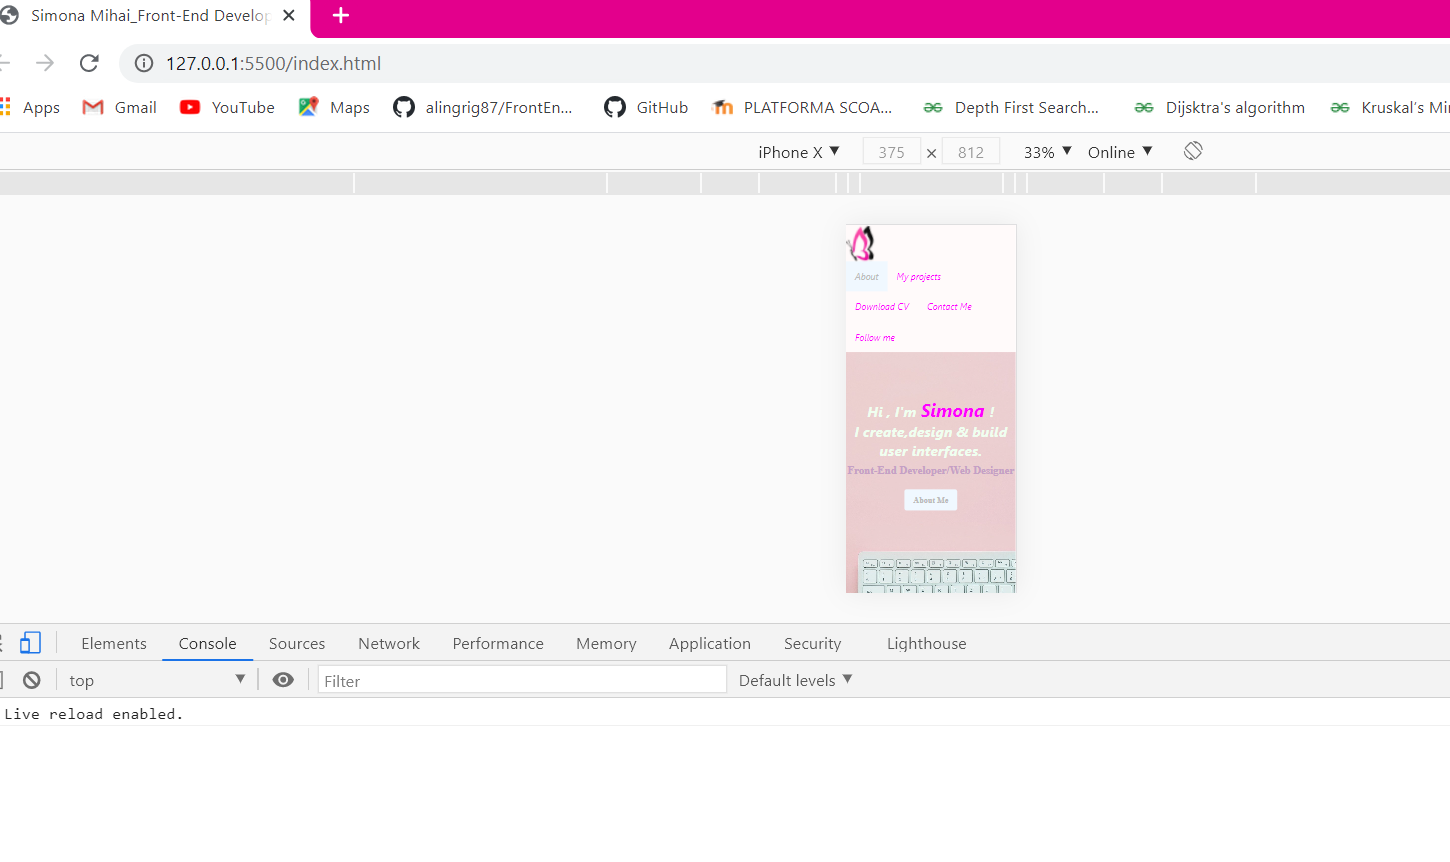 Simona Mihai_Front-End Develop
127.0.0.1:5500/index.html
Apps Gmail YouTube Maps alingrig87/FrontEn... GitHub PLATFORMA SCOA... Depth First Search... Dijsktra's algorithm Kruskal's Mi
iPhone X 375 × 812 33% Online
About My projects
Download CV Contact Me
Follow me
Hi , I'm Simona !
I create,design & build
user interfaces.
Front-End Developer/Web Designer
About Me
Elements Console Sources Network Performance Memory Application Security Lighthouse
top Filter Default levels
Live reload enabled.